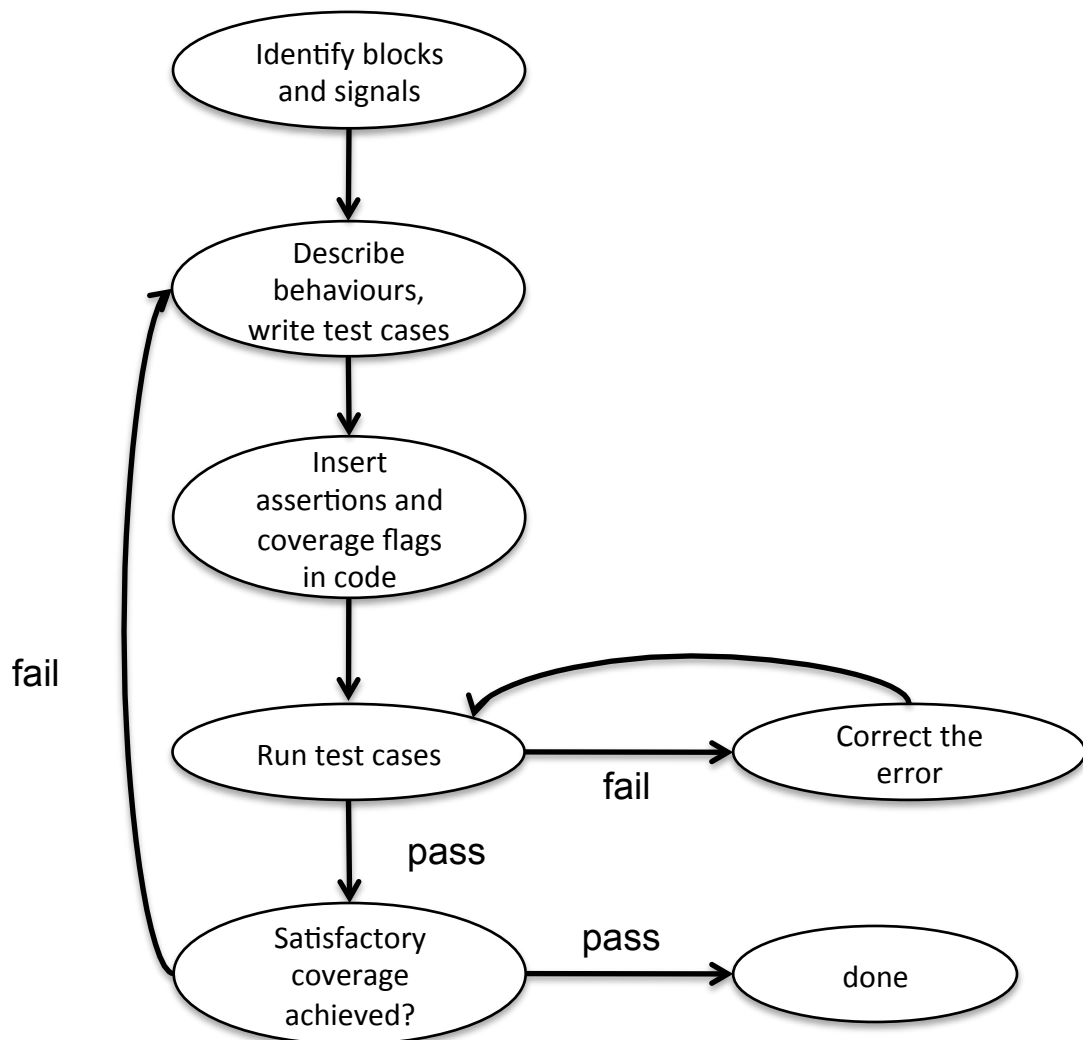 Identify blocks
and signals
Describe
behaviours,
write test cases
Insert
assertions and
coverage flags
in code
fail
Run test cases
fail
Correct the
error
pass
Satisfactory
coverage
achieved?
pass
done